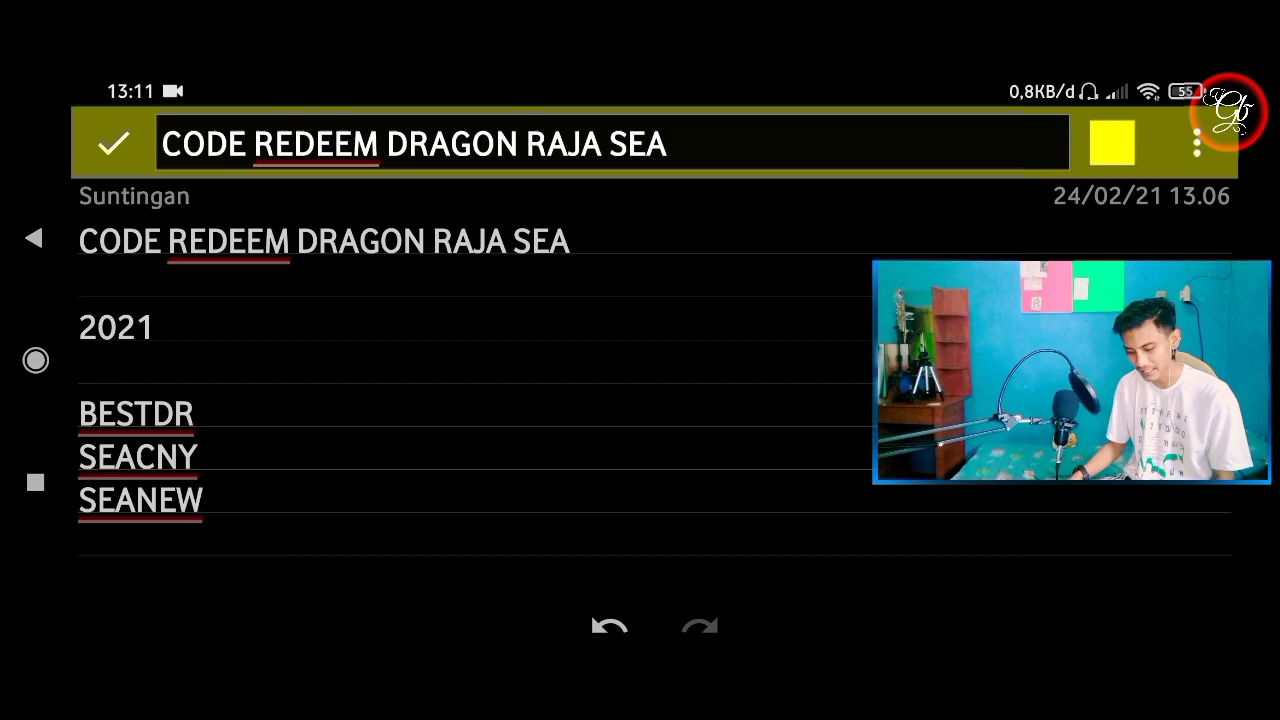 13:11
0,8KB/d
55
CODE REDEEM DRAGON RAJA SEA
Suntingan
24/02/21 13.06
CODE REDEEM DRAGON RAJA SEA
2021
BESTDR
SEACNY
SEANEW